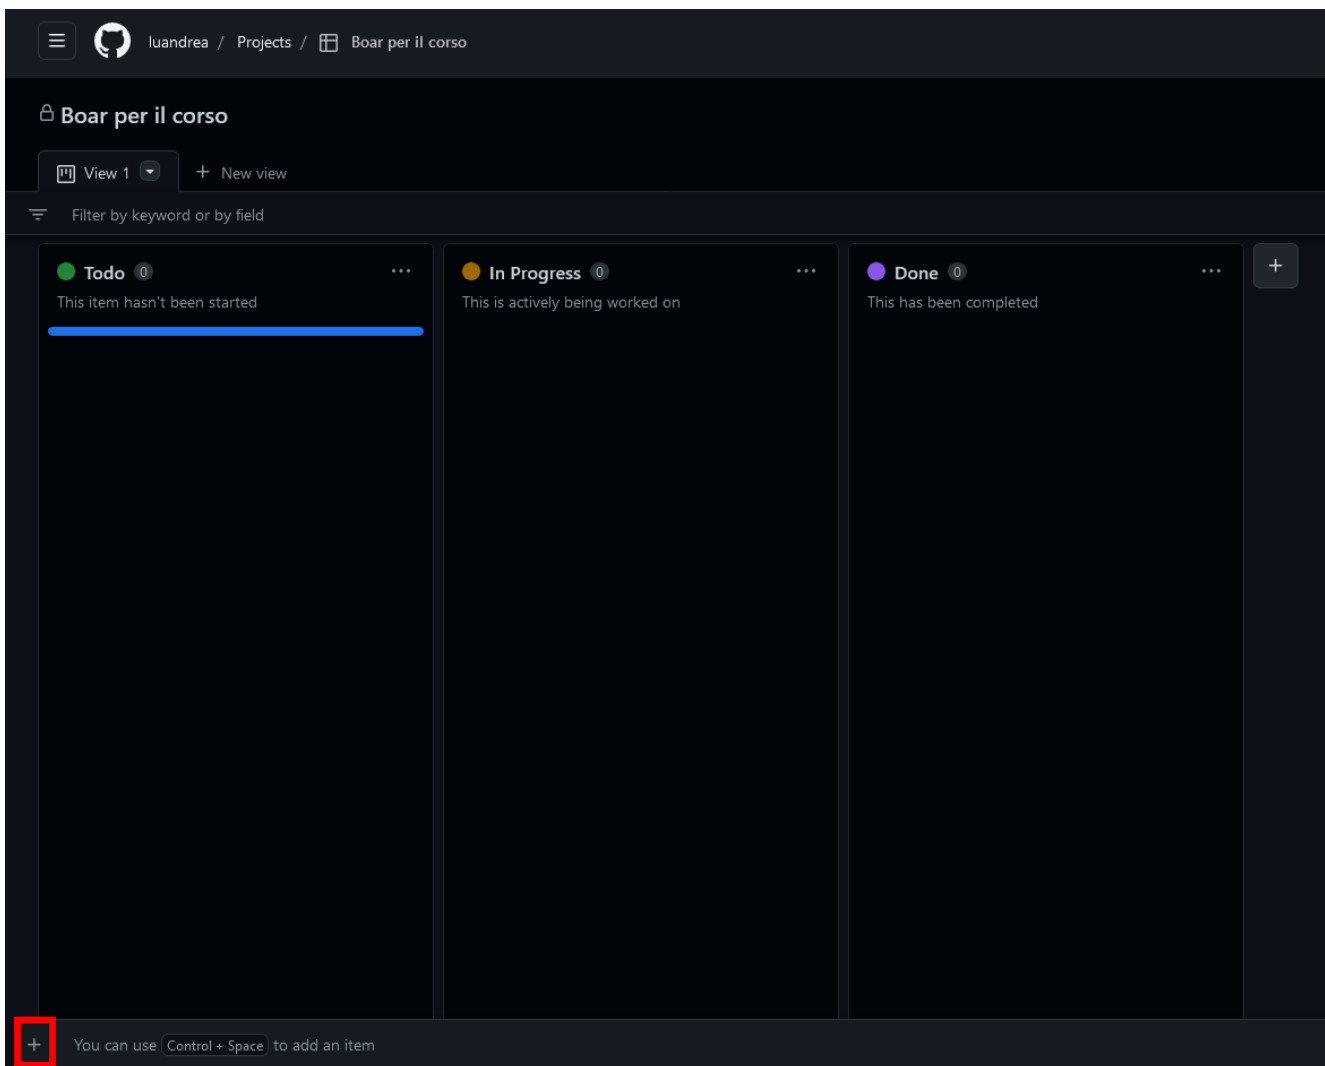 luandrea / Projects / Boar per il corso
Boar per il corso
View 1 + New view
Filter by keyword or by field
Todo 0
This item hasn't been started
In Progress 0
This is actively being worked on
Done 0
This has been completed
+
+ You can use Control + Space to add an item